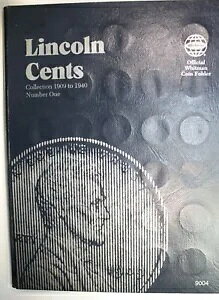 Lincoln
Cents
Collection 1909 to 1940
Number One
Official
Whitman
Coin Folder
9004